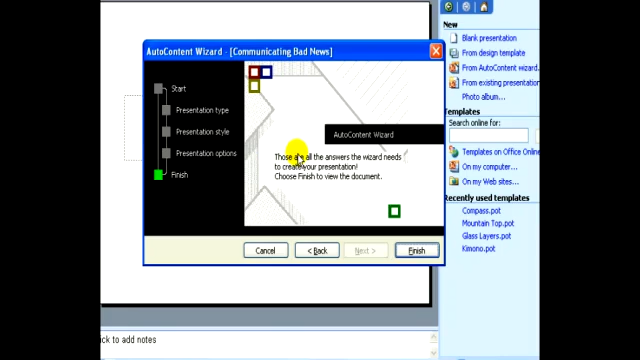 AutoContent Wizard - [Communicating Bad News]
Start
Presentation type
Presentation style
Presentation options
Finish
AutoContent Wizard
Those are all the answers the wizard needs
to create your presentation!
Choose Finish to view the document.
Cancel
< Back
Next >
Finish
ick to add notes
New
Blank presentation
From design template
From AutoContent wizard..
From existing presentation
Photo album...
Templates
Search online for:
Templates on Office Onlin
On my computer...
On my Web sites...
Recently used templates
Compass.pot
Mountain Top.pot
Glass Layers.pot
Kimono.pot